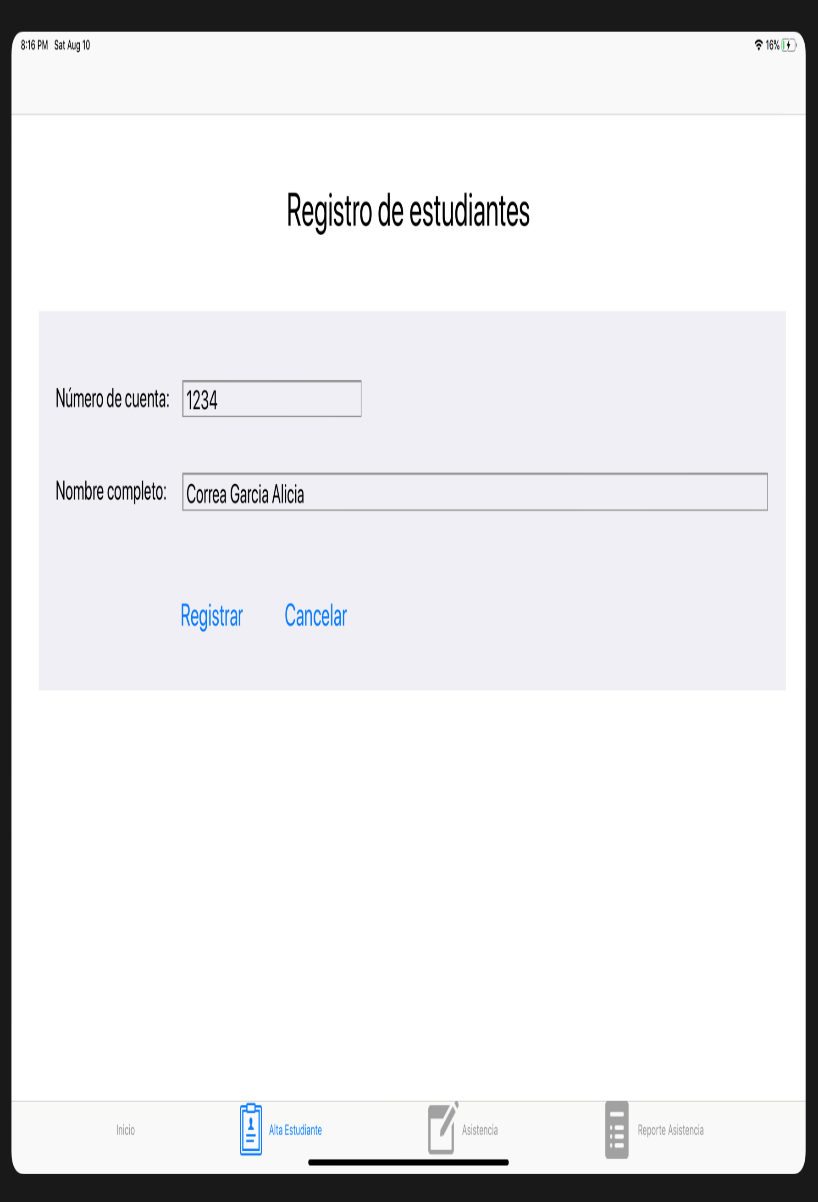 8:16 PM Sat Aug 10 16%
Registro de estudiantes
Número de cuenta: 1234
Nombre completo: Correa Garcia Alicia
Registrar Cancelar
Inicio Alta Estudiante Asistencia Reporte Asistencia